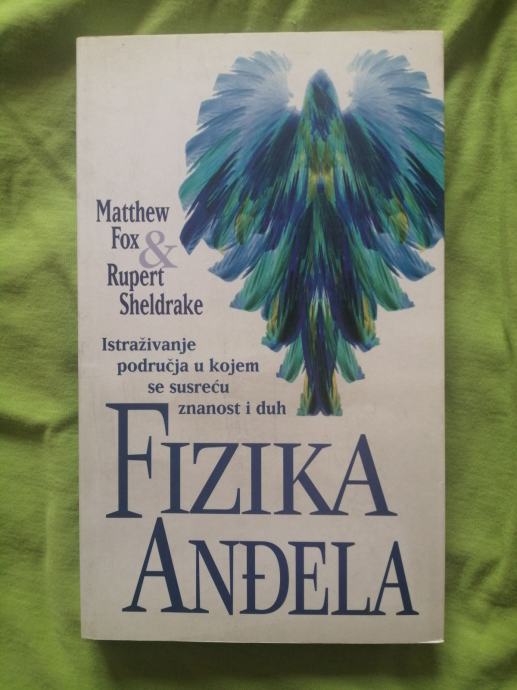 Matthew
Fox
&
Rupert
Sheldrake
Istraživanje
područja u kojem
se susreću
znanost i duh
FIZIKA
ANĐELA